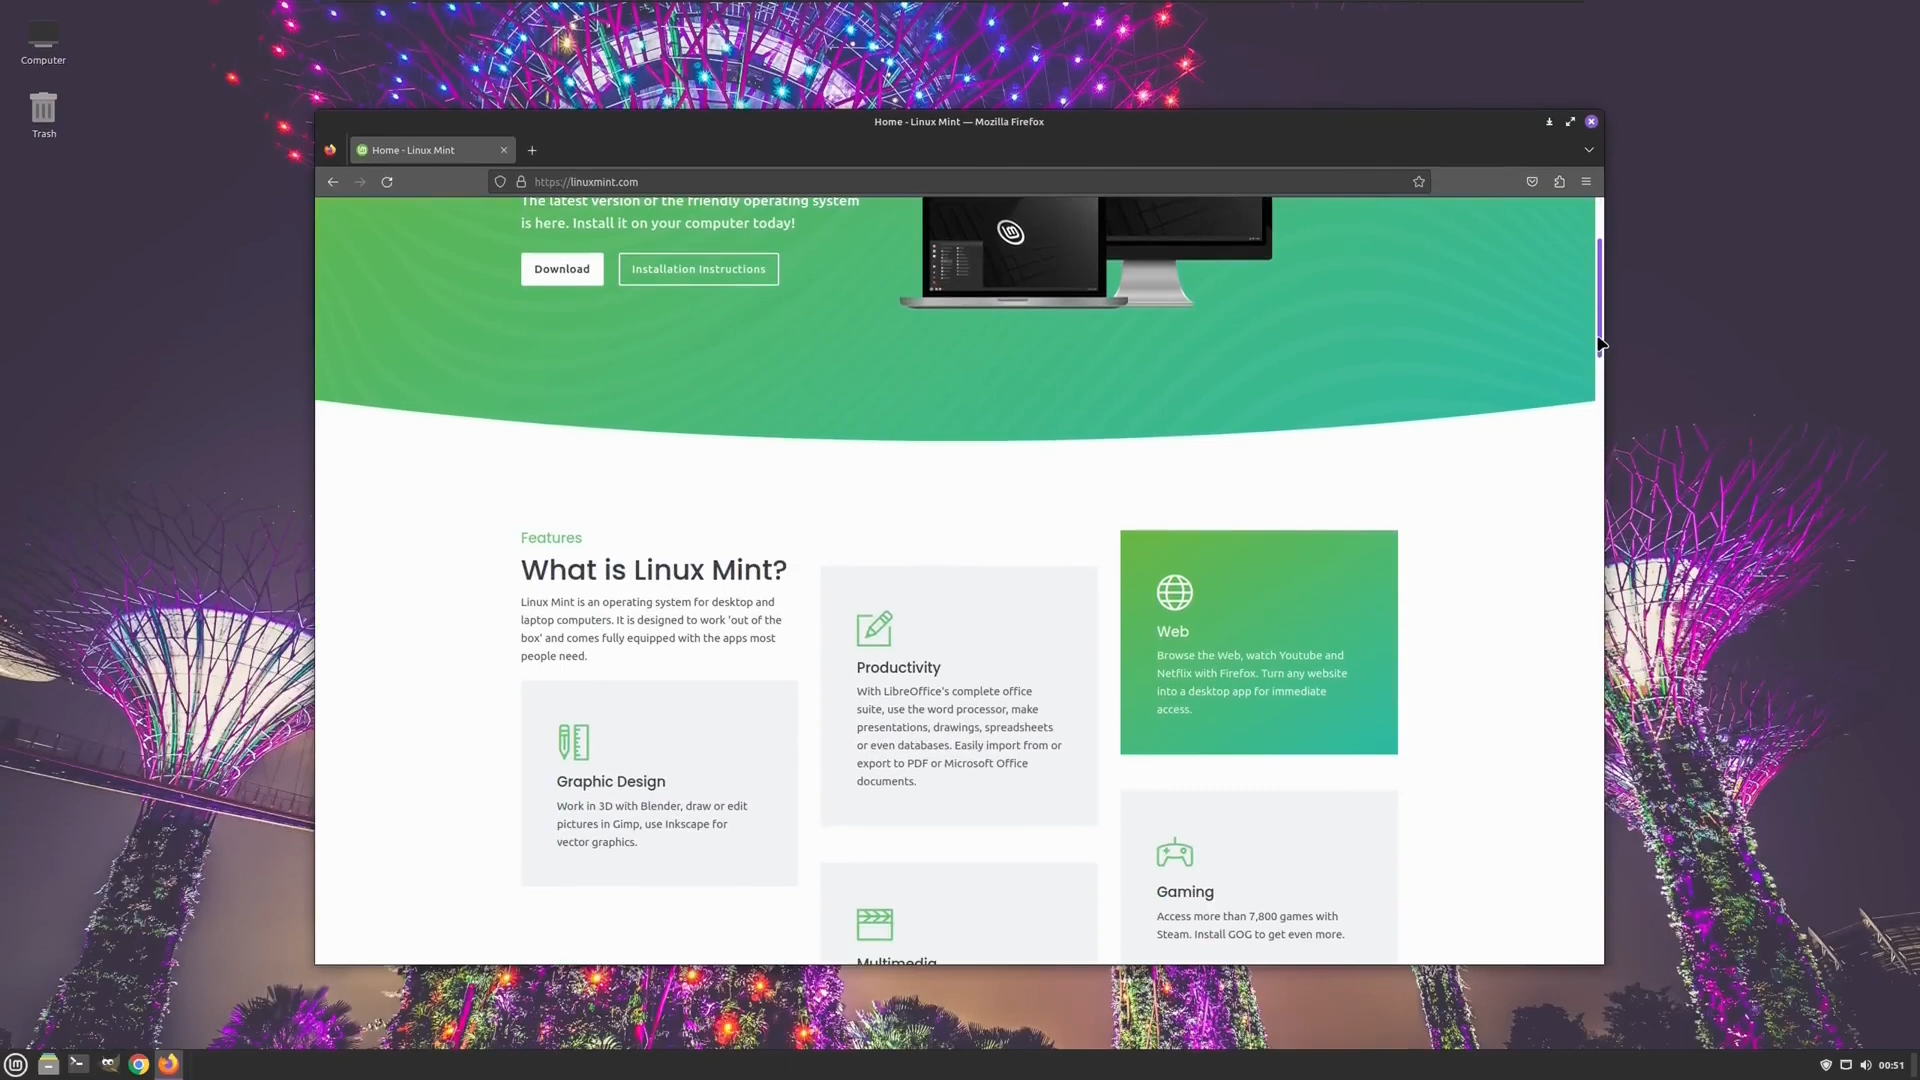 Computer
Trash
Home - Linux Mint — Mozilla Firefox
Home - Linux Mint
https://linuxmint.com
The latest version of the friendly operating system
is here. Install it on your computer today!
Download
Installation Instructions
Features
What is Linux Mint?
Linux Mint is an operating system for desktop and
laptop computers. It is designed to work 'out of the
box' and comes fully equipped with the apps most
people need.
Graphic Design
Work in 3D with Blender, draw or edit
pictures in Gimp, use Inkscape for
vector graphics.
Productivity
With LibreOffice's complete office
suite, use the word processor, make
presentations, drawings, spreadsheets
or even databases. Easily import from or
export to PDF or Microsoft Office
documents.
Multimedia
Web
Browse the Web, watch Youtube and
Netflix with Firefox. Turn any website
into a desktop app for immediate
access.
Gaming
Access more than 7,800 games with
Steam. Install GOG to get even more.
00:51